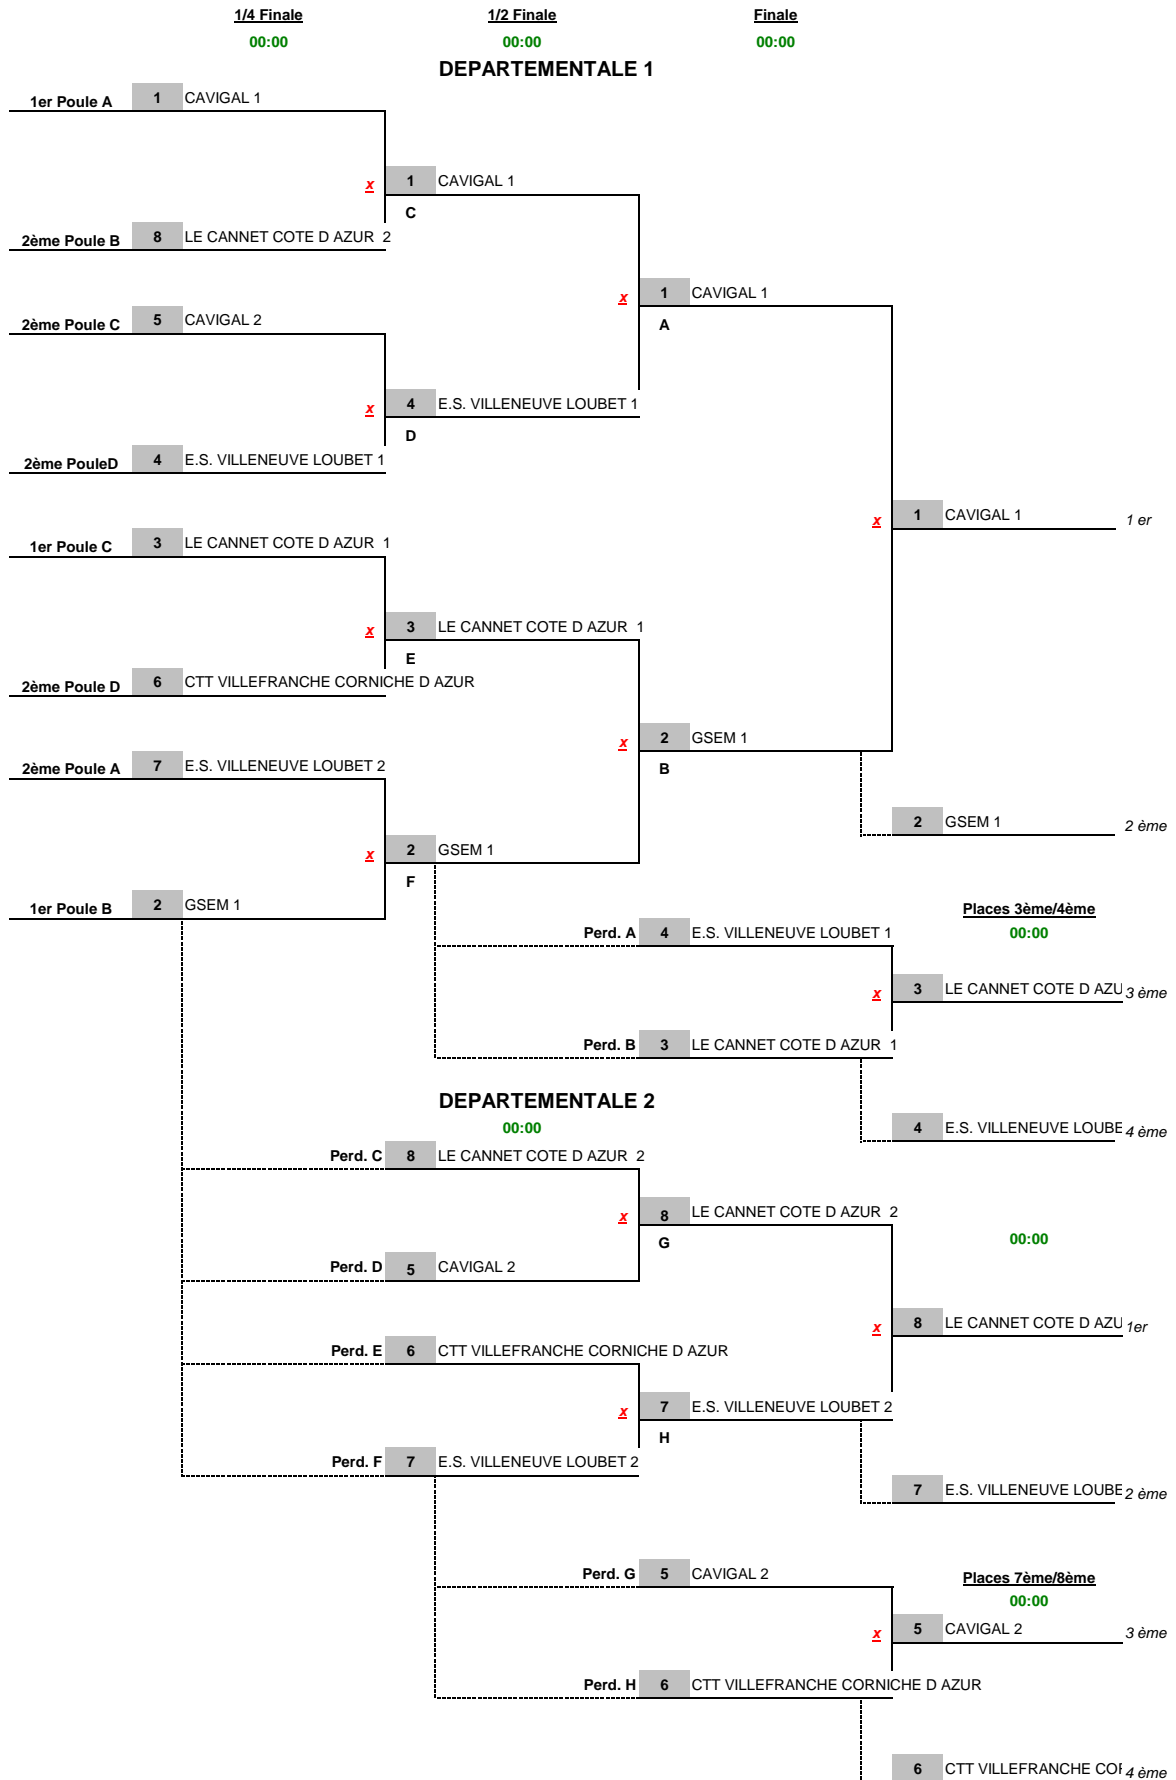 1/4 Finale 1/2 Finale Finale
00:00 00:00 00:00
DEPARTEMENTALE 1
1er Poule A 1 CAVIGAL 1
x 1 CAVIGAL 1
C
2ème Poule B 8 LE CANNET COTE D AZUR 2
x 1 CAVIGAL 1
A
2ème Poule C 5 CAVIGAL 2
x 4 E.S. VILLENEUVE LOUBET 1
D
2ème PouleD 4 E.S. VILLENEUVE LOUBET 1
x 1 CAVIGAL 1 1 er
1er Poule C 3 LE CANNET COTE D AZUR 1
x 3 LE CANNET COTE D AZUR 1
E
2ème Poule D 6 CTT VILLEFRANCHE CORNICHE D AZUR
x 2 GSEM 1
B
2ème Poule A 7 E.S. VILLENEUVE LOUBET 2
2 GSEM 1 2 ème
x 2 GSEM 1
F
1er Poule B 2 GSEM 1
Places 3ème/4ème
00:00
Perd. A 4 E.S. VILLENEUVE LOUBET 1
x 3 LE CANNET COTE D AZU 3 ème
Perd. B 3 LE CANNET COTE D AZUR 1
DEPARTEMENTALE 2
00:00
4 E.S. VILLENEUVE LOUBE 4 ème
Perd. C 8 LE CANNET COTE D AZUR 2
x 8 LE CANNET COTE D AZUR 2
G
00:00
Perd. D 5 CAVIGAL 2
x 8 LE CANNET COTE D AZU 1er
Perd. E 6 CTT VILLEFRANCHE CORNICHE D AZUR
x 7 E.S. VILLENEUVE LOUBET 2
H
Perd. F 7 E.S. VILLENEUVE LOUBET 2
7 E.S. VILLENEUVE LOUBE 2 ème
Perd. G 5 CAVIGAL 2
Places 7ème/8ème
00:00
x 5 CAVIGAL 2 3 ème
Perd. H 6 CTT VILLEFRANCHE CORNICHE D AZUR
6 CTT VILLEFRANCHE COR 4 ème